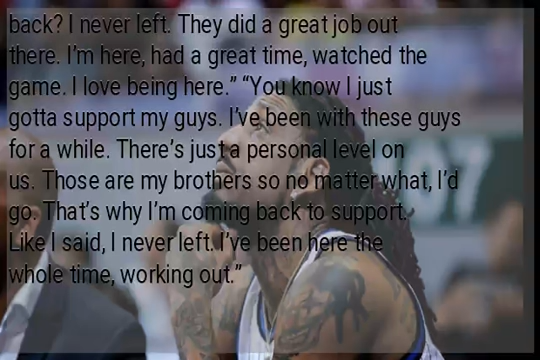 back? I never left. They did a great job out
there. I’m here, had a great time, watched the
game. I love being here.” “You know I just
gotta support my guys. I’ve been with these guys
for a while. There’s just a personal level on
us. Those are my brothers so no matter what, I’d
go. That’s why I’m coming back to support.
Like I said, I never left. I’ve been here the
whole time, working out.”
07